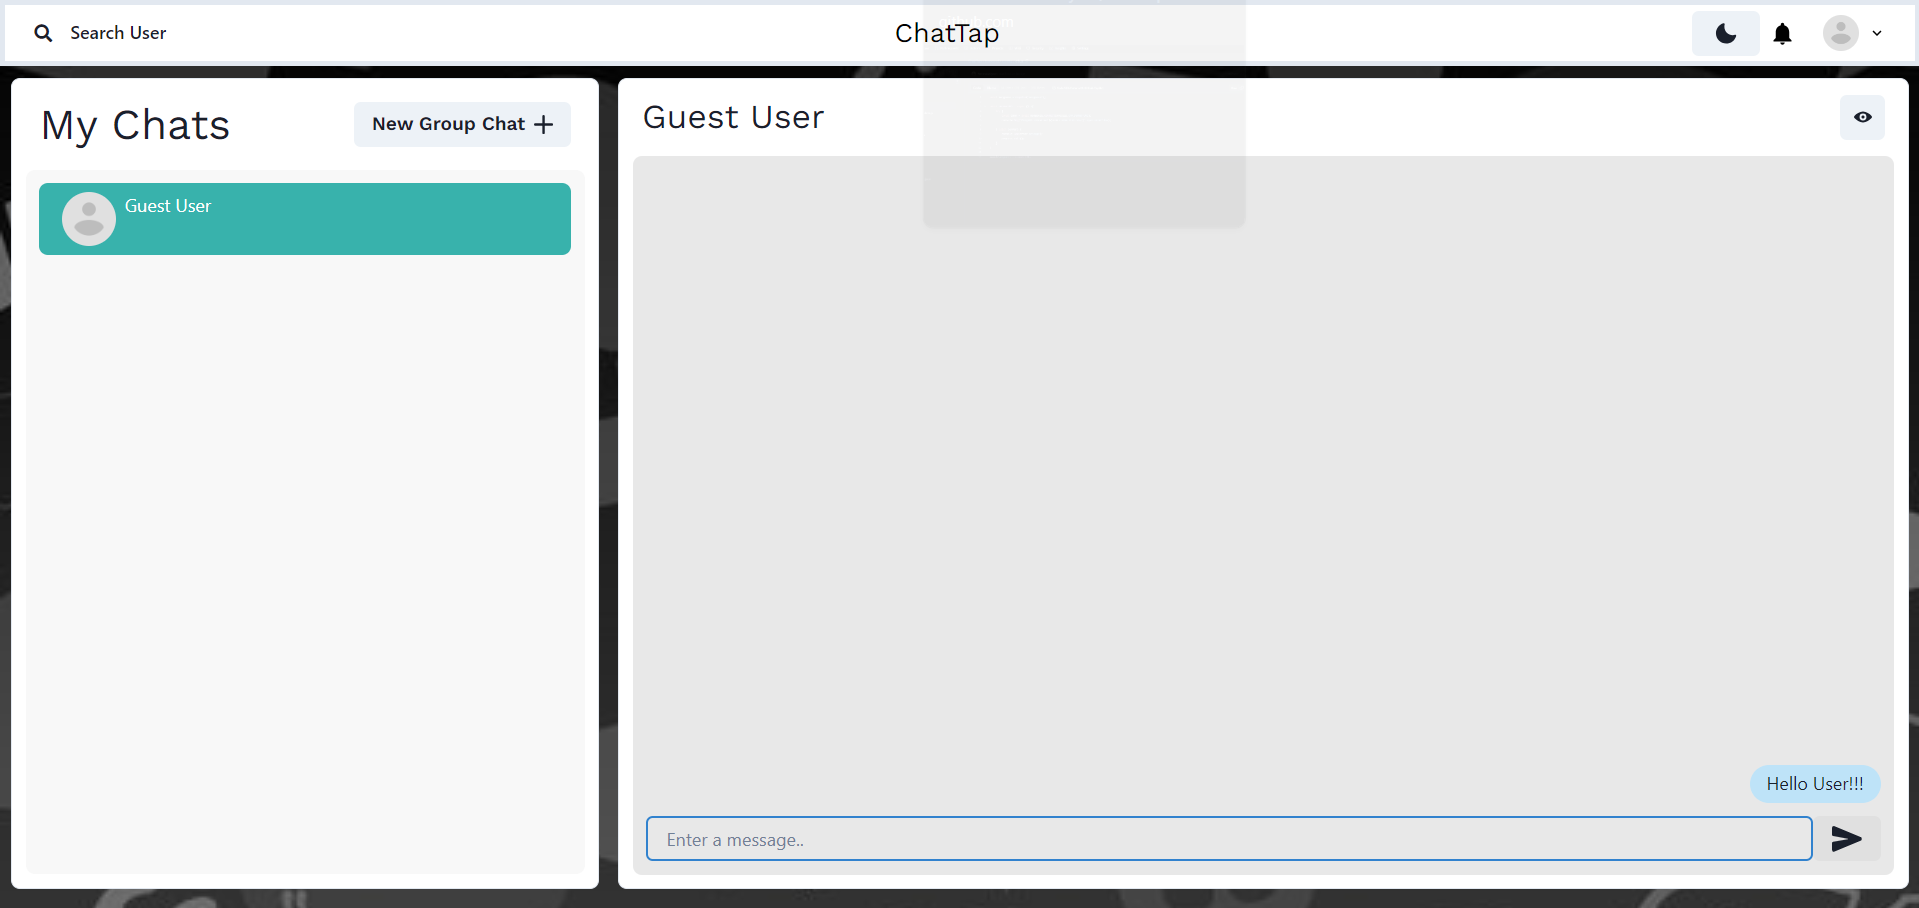 Search User
ChatTap
My Chats
New Group Chat
Guest User
Guest User
Hello User!!!
Enter a message..